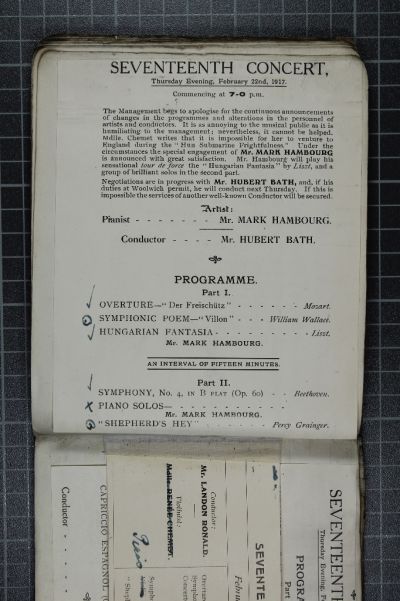 SEVENTEENTH CONCERT,
Thursday Evening, February 22nd, 1917.
Commencing at 7-0 p.m.
The Management begs to apologise for the continuous announcements
of changes in the programmes and alterations in the personnel of
artists and conductors. It is as annoying to the musical public as it is
humiliating to the management; nevertheless, it cannot be helped.
Mdlle. Chemet writes that it is impossible for her to venture to
England during the "Hun Submarine Frightfulness." Under the
circumstances the special engagement of Mr. MARK HAMBOURG
is announced with great satisfaction. Mr. Hambourg will play his
sensational tour de force the "Hungarian Fantasia" by Liszt, and a
group of brilliant solos in the second part.
Negotiations are in progress with Mr. HUBERT BATH, and, if his
duties at Woolwich permit, he will conduct next Thursday. If this is
impossible the services of another well-known Conductor will be secured.
Artist:
Pianist - - - - - - - Mr. MARK HAMBOURG.
Conductor - - - - Mr. HUBERT BATH.
PROGRAMME.
Part I.
OVERTURE—"Der Freischütz" - - - - - - Mozart.
SYMPHONIC POEM—"Villon" - - - William Wallace.
HUNGARIAN FANTASIA - - - - - - - - - Liszt.
Mr. MARK HAMBOURG.
AN INTERVAL OF FIFTEEN MINUTES.
Part II.
SYMPHONY, No. 4, IN B FLAT (Op. 60) - - Beethoven.
PIANO SOLOS— - - - - - - - - - -
Mr. MARK HAMBOURG.
"SHEPHERD'S HEY" - - - - - - Percy Grainger.
SEVENTEENTH
Thursday Evening, F
PROGRA
Part
SEVENTE
Februa
Mr. LANDON RONALD.
Conductor:
Mdlle. RENÉE CHEMET.
Violinist:
CAPRICCIO ESPAGNOL
Conductor - -